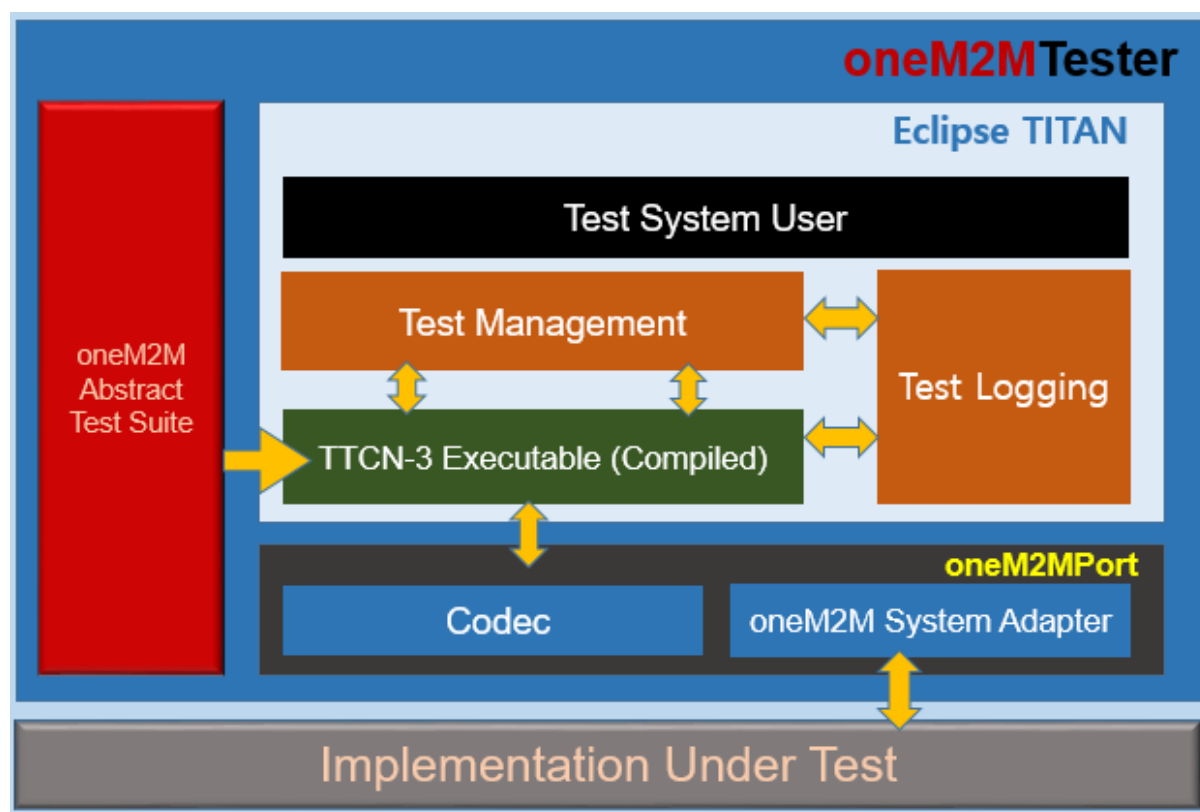 oneM2MTester
Eclipse TITAN
Test System User
Test Management
oneM2M
Abstract
Test Suite
Test Logging
TTCN-3 Executable (Compiled)
oneM2MPort
Codec
oneM2M System Adapter
Implementation Under Test